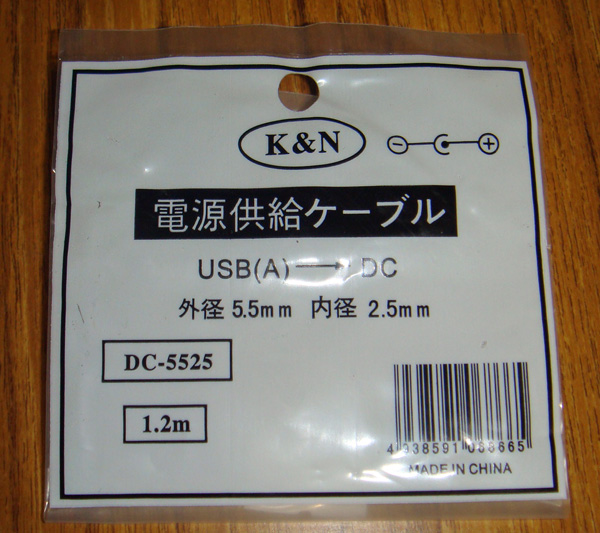 K&N
電源供給ケーブル
USB(A)→DC
外径 5.5mm 内径 2.5mm
DC-5525
1.2m
MADE IN CHINA